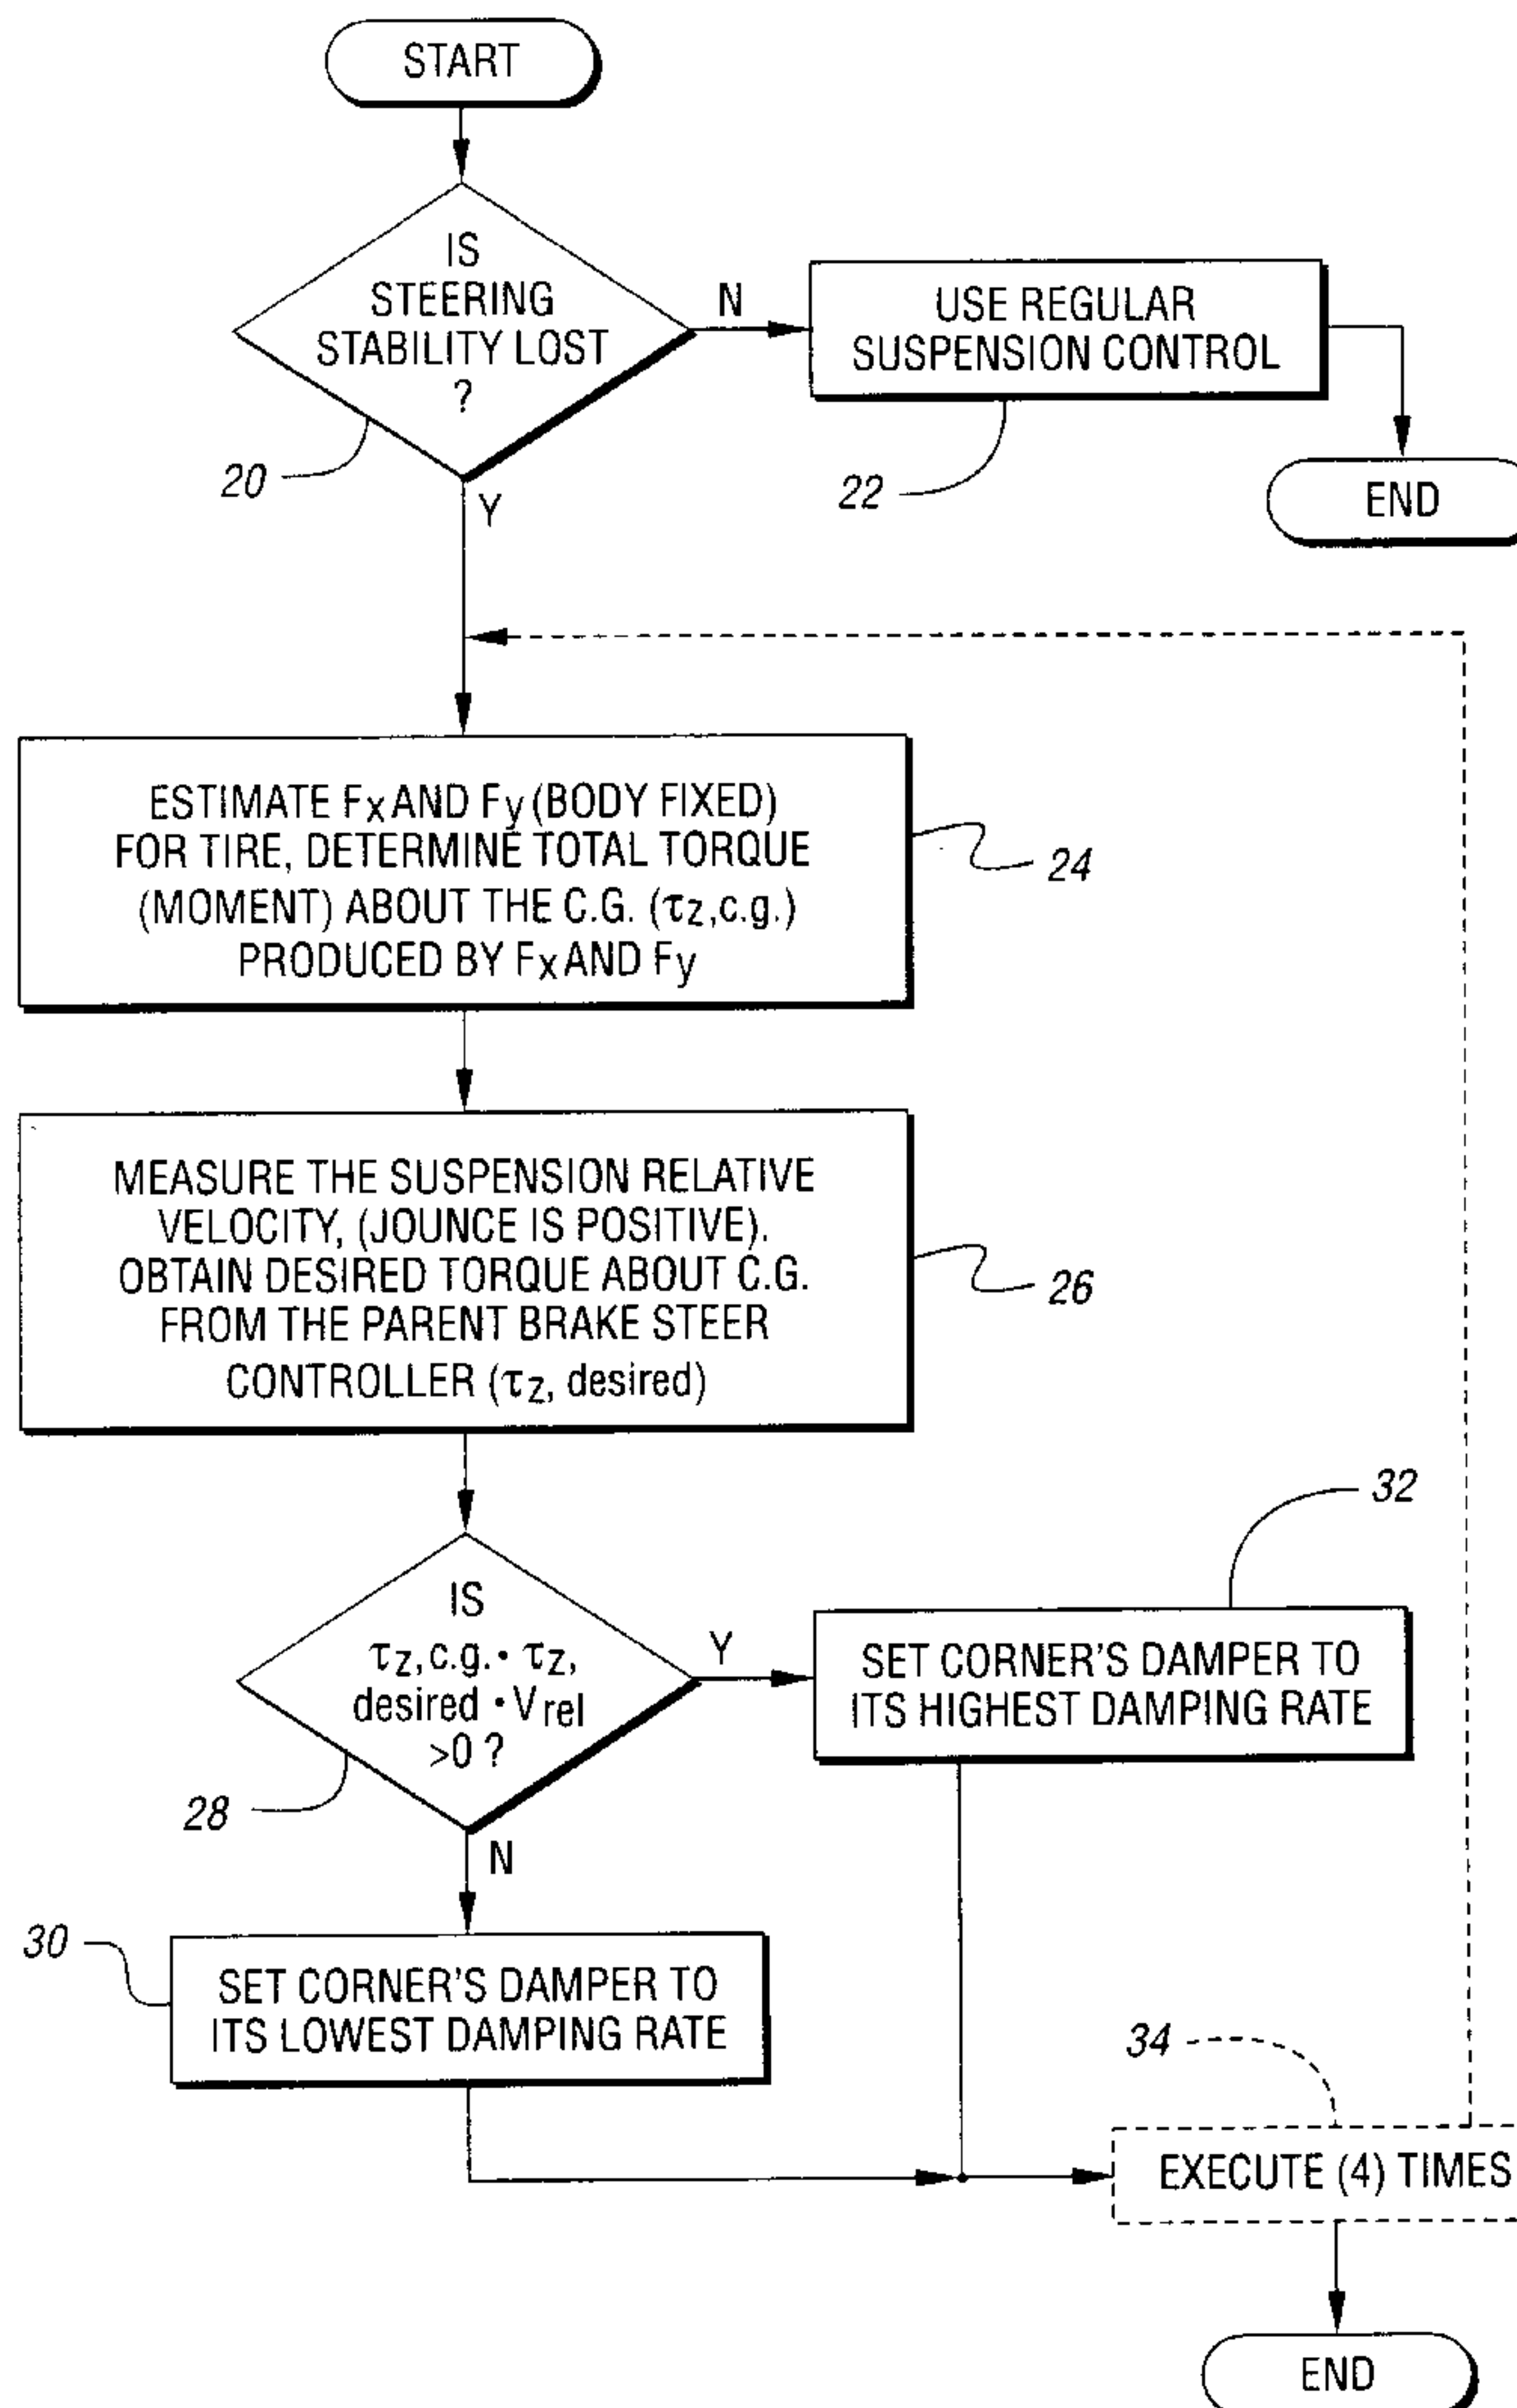 START
IS
STEERING
STABILITY LOST
?
N
USE REGULAR
SUSPENSION CONTROL
20
22
END
Y
ESTIMATE Fx AND Fy (BODY FIXED)
FOR TIRE, DETERMINE TOTAL TORQUE
(MOMENT) ABOUT THE C.G. (τz,c.g.)
PRODUCED BY Fx AND Fy
24
MEASURE THE SUSPENSION RELATIVE
VELOCITY, (JOUNCE IS POSITIVE).
OBTAIN DESIRED TORQUE ABOUT C.G.
FROM THE PARENT BRAKE STEER
CONTROLLER (τz, desired)
26
32
IS
τz,c.g. • τz,
desired • Vrel
>0 ?
Y
SET CORNER'S DAMPER TO
ITS HIGHEST DAMPING RATE
28
N
30
SET CORNER'S DAMPER TO
ITS LOWEST DAMPING RATE
34
EXECUTE (4) TIMES
END